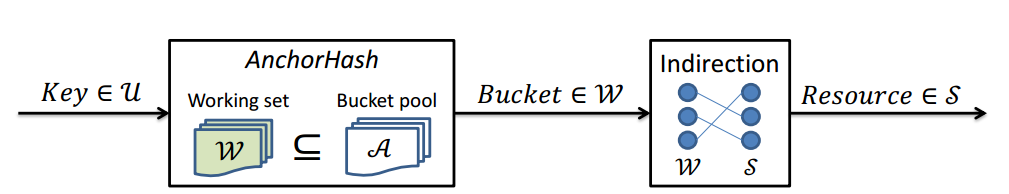 AnchorHash
Indirection
Key ∈ 𝒰
Working set
Bucket pool
Bucket ∈ 𝒲
Resource ∈ 𝒮
𝒲 ⊆ 𝒜
𝒲 𝒮